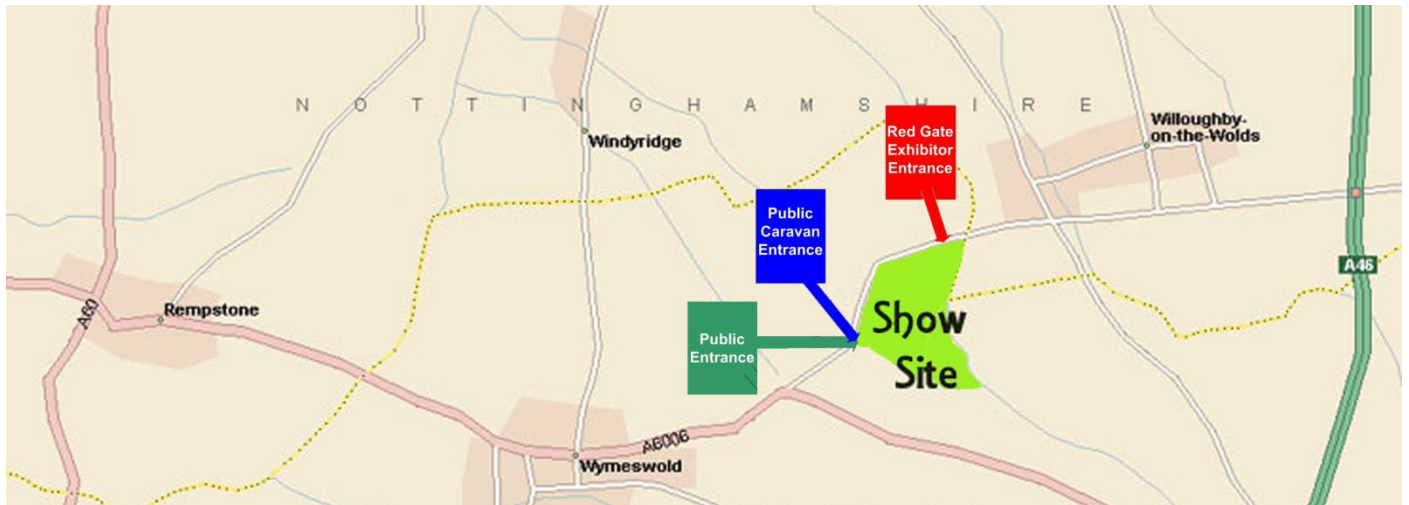 NOTTINGHAMSHIRE
Red Gate
Exhibitor
Entrance
Willoughby-
on-the-Wolds
Windyridge
Public
Caravan
Entrance
A46
A60
Rempstone
Show
Site
Public
Entrance
A6006
Wymeswold